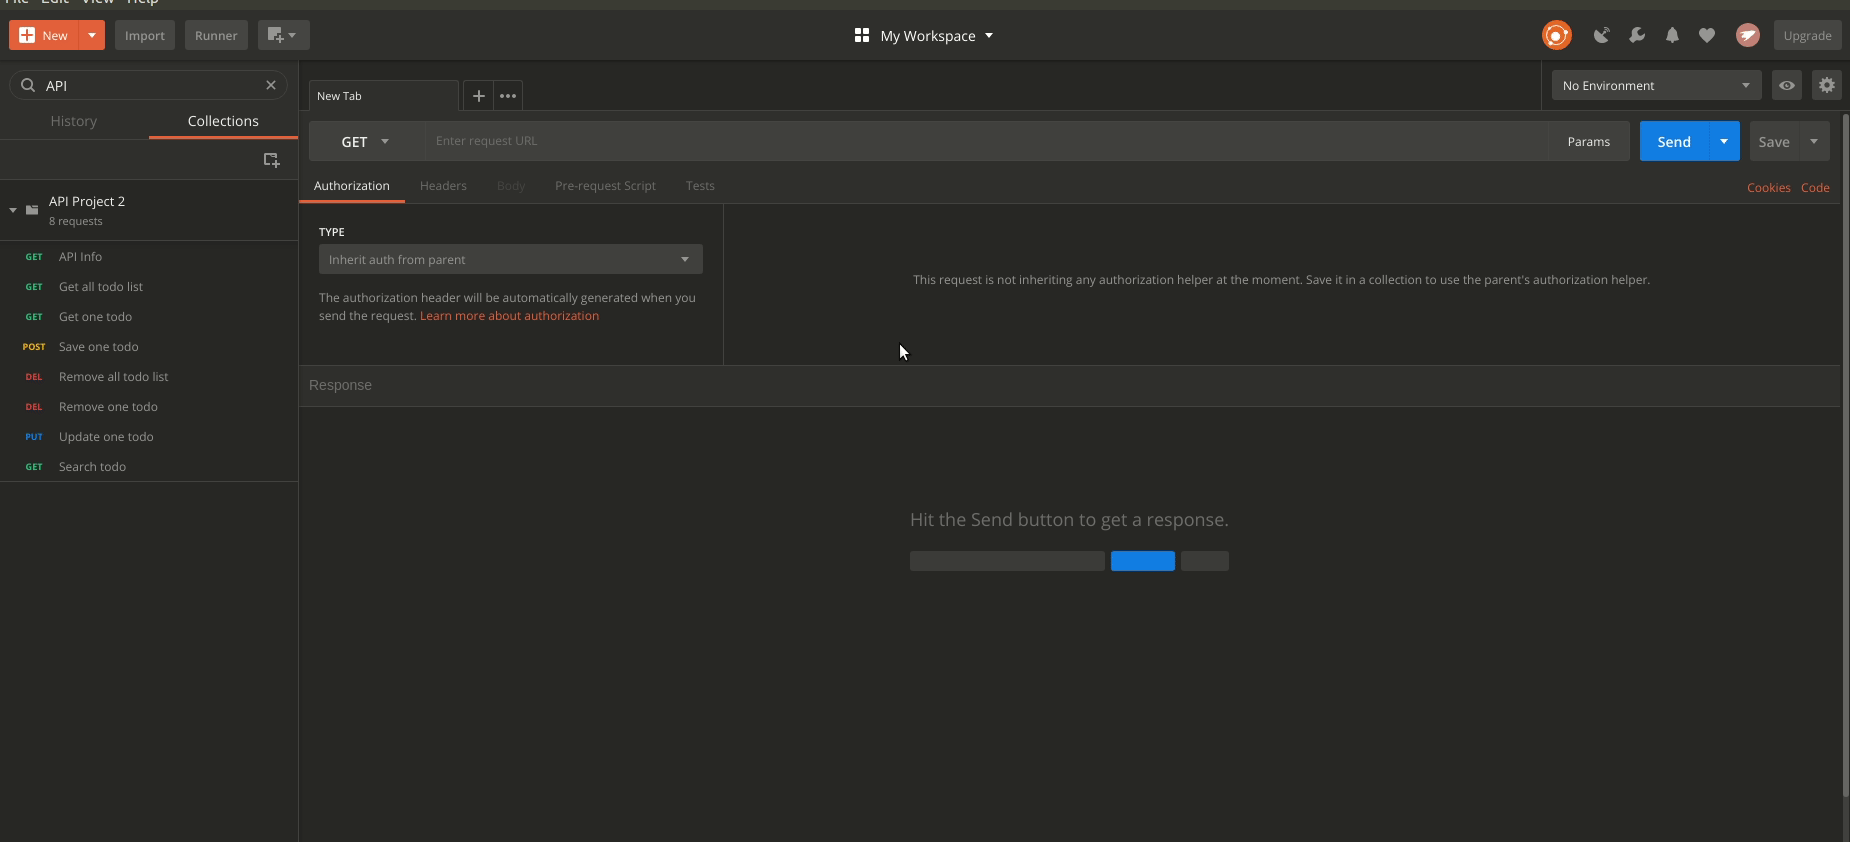 File Edit View Help
New
Import
Runner
My Workspace
Upgrade
API
New Tab
No Environment
History
Collections
GET
Enter request URL
Params
Send
Save
Authorization
Headers
Body
Pre-request Script
Tests
Cookies
Code
API Project 2
8 requests
TYPE
Inherit auth from parent
The authorization header will be automatically generated when you
send the request. Learn more about authorization
This request is not inheriting any authorization helper at the moment. Save it in a collection to use the parent's authorization helper.
GET API Info
GET Get all todo list
GET Get one todo
POST Save one todo
DEL Remove all todo list
DEL Remove one todo
PUT Update one todo
GET Search todo
Response
Hit the Send button to get a response.